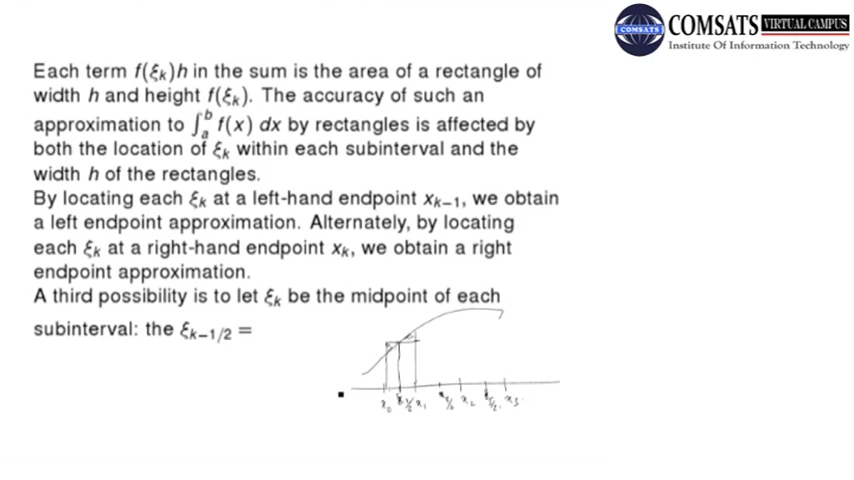 COMSATS
COMSATS VIRTUAL CAMPUS
Institute Of Information Technology
Each term f(ξₖ)h in the sum is the area of a rectangle of
width h and height f(ξₖ). The accuracy of such an
approximation to ∫ₐᵇ f(x) dx by rectangles is affected by
both the location of ξₖ within each subinterval and the
width h of the rectangles.
By locating each ξₖ at a left-hand endpoint xₖ₋₁, we obtain
a left endpoint approximation. Alternately, by locating
each ξₖ at a right-hand endpoint xₖ, we obtain a right
endpoint approximation.
A third possibility is to let ξₖ be the midpoint of each
subinterval: the ξₖ₋₁/₂ =
x₀ x₁/₂ x₁ x₃/₂ x₂ x₅/₂ x₃